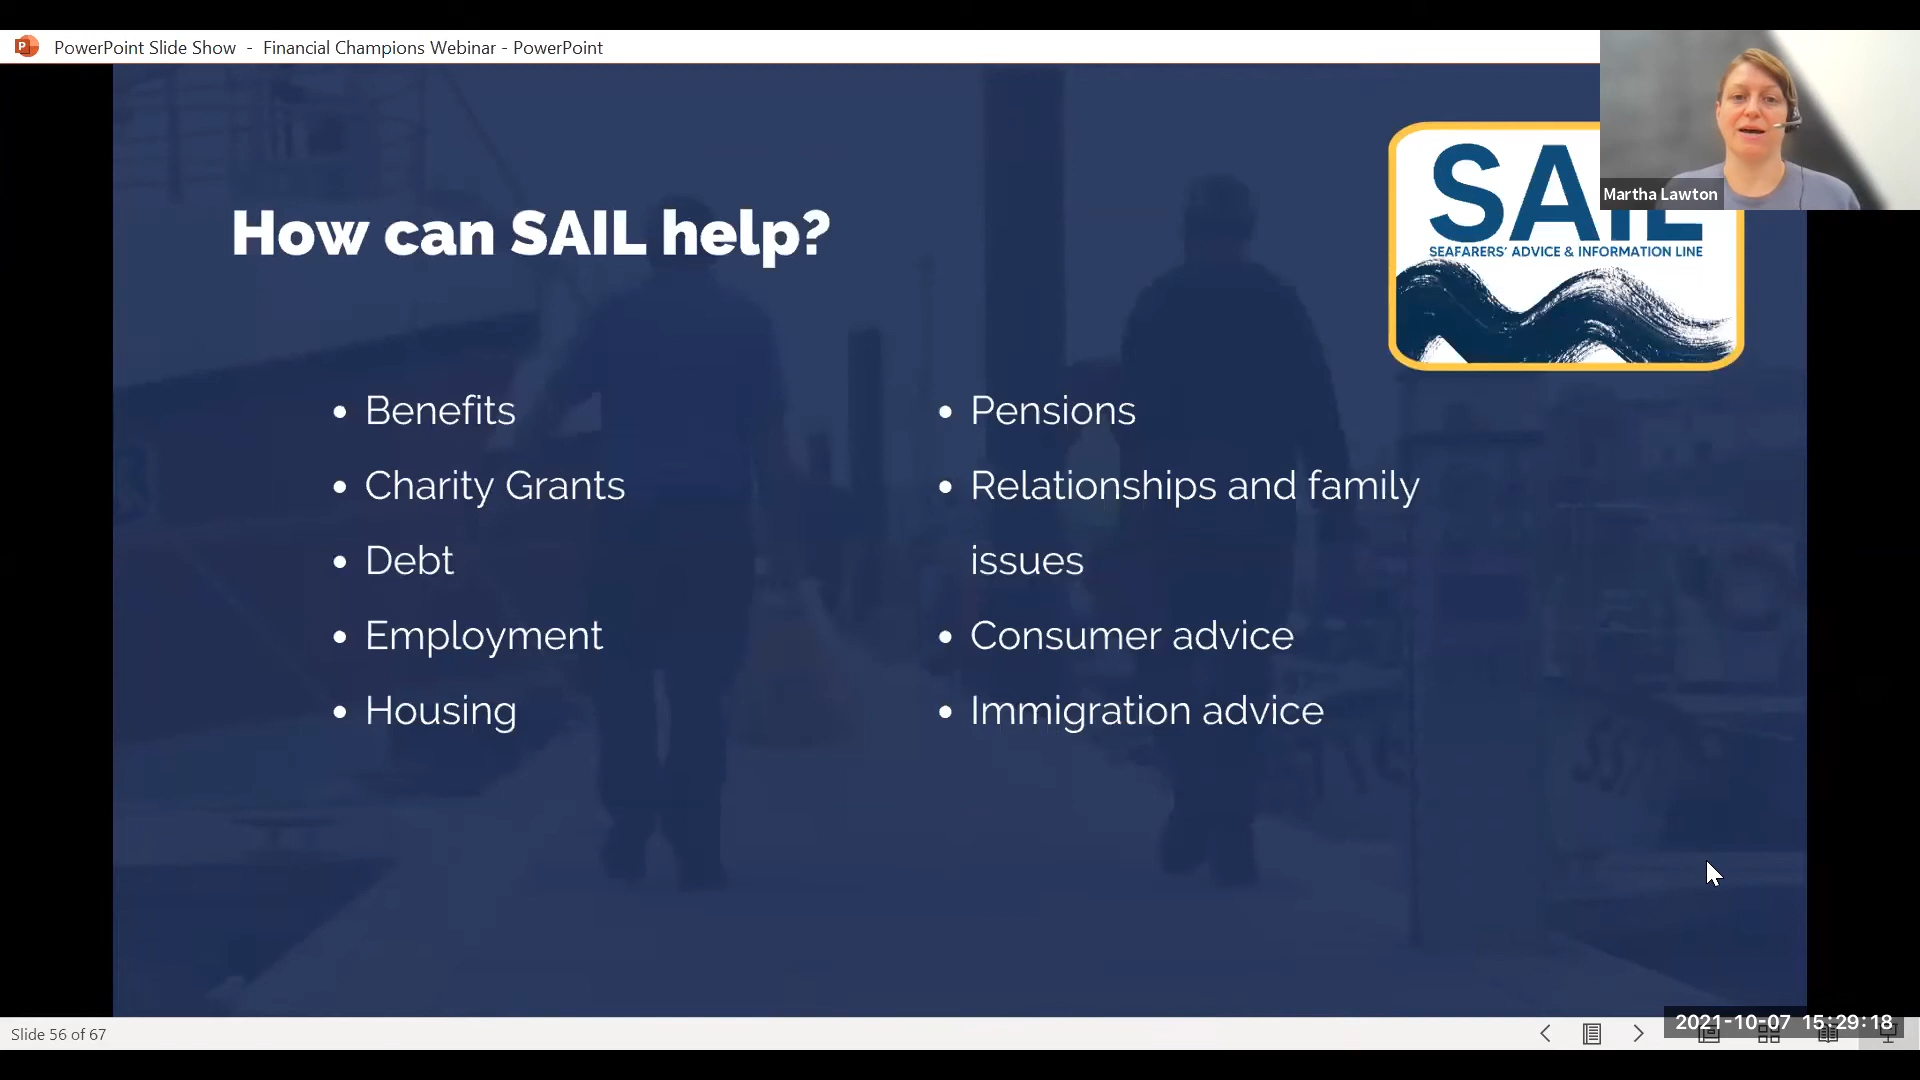 PowerPoint Slide Show - Financial Champions Webinar - PowerPoint
Martha Lawton
SAIL
SEAFARERS' ADVICE & INFORMATION LINE
How can SAIL help?
• Benefits
• Charity Grants
• Debt
• Employment
• Housing
• Pensions
• Relationships and family
issues
• Consumer advice
• Immigration advice
Slide 56 of 67
2021-10-07 15:29:18